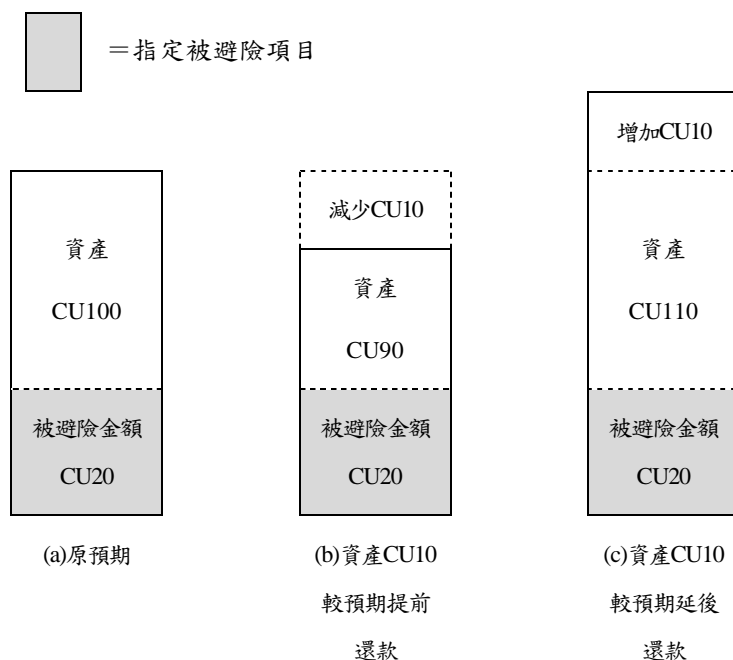 ＝指定被避險項目
資產
CU100
被避險金額
CU20
(a)原預期
減少CU10
資產
CU90
被避險金額
CU20
(b)資產CU10
較預期提前
還款
增加CU10
資產
CU110
被避險金額
CU20
(c)資產CU10
較預期延後
還款